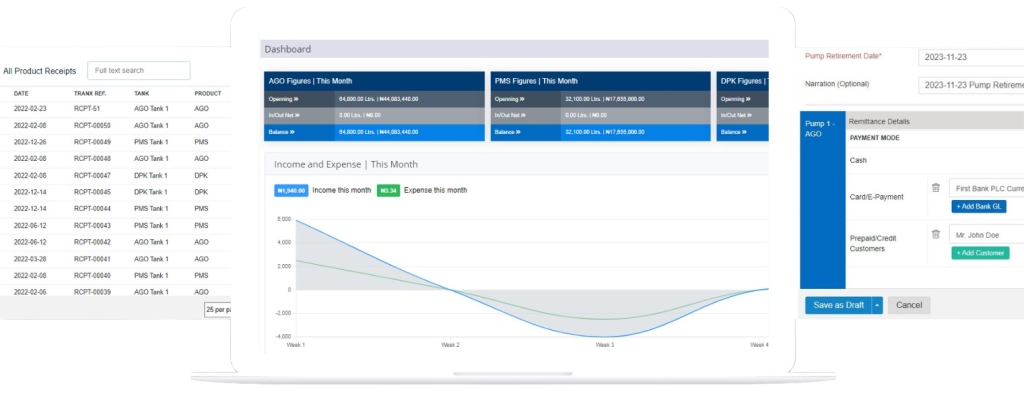 All Product Receipts
Full text search
DATE TRANX REF. TANK PRODUCT
2022-02-23 RCPT-51 AGO Tank 1 AGO
2022-02-08 RCPT-00050 AGO Tank 1 AGO
2022-12-26 RCPT-00049 PMS Tank 1 PMS
2022-02-08 RCPT-00048 AGO Tank 1 AGO
2022-02-08 RCPT-00047 DPK Tank 1 DPK
2022-12-14 RCPT-00045 DPK Tank 1 DPK
2022-12-14 RCPT-00044 PMS Tank 1 PMS
2022-06-12 RCPT-00043 PMS Tank 1 PMS
2022-06-12 RCPT-00042 AGO Tank 1 AGO
2022-03-28 RCPT-00041 AGO Tank 1 AGO
2022-02-08 RCPT-00040 PMS Tank 1 PMS
2022-02-06 RCPT-00039 AGO Tank 1 AGO
25 per pa
Dashboard
AGO Figures | This Month
Openning »
64,800.00 Ltrs. | ₦44,083,440.00
In/Out Net »
0.00 Ltrs. | ₦0.00
Balance »
64,800.00 Ltrs. | ₦44,083,440.00
PMS Figures | This Month
Openning »
32,100.00 Ltrs. | ₦17,655,000.00
In/Out Net »
0.00 Ltrs. | ₦0.00
Balance »
32,100.00 Ltrs. | ₦17,655,000.00
DPK Figures |
Openning »
In/Out Net »
Balance »
Income and Expense | This Month
₦1,940.00 Income this month ₦3.34 Expense this month
6,000
4,000
2,000
0
-2,000
-4,000
Week 1 Week 2 Week 3 Week 4
Pump Retirement Date*
2023-11-23
Narration (Optional)
2023-11-23 Pump Retireme
Pump 1 -
AGO
Remittance Details
PAYMENT MODE
Cash
Card/E-Payment
First Bank PLC Curre
+ Add Bank GL
Prepaid/Credit
Customers
Mr. John Doe
+ Add Customer
Save as Draft
Cancel